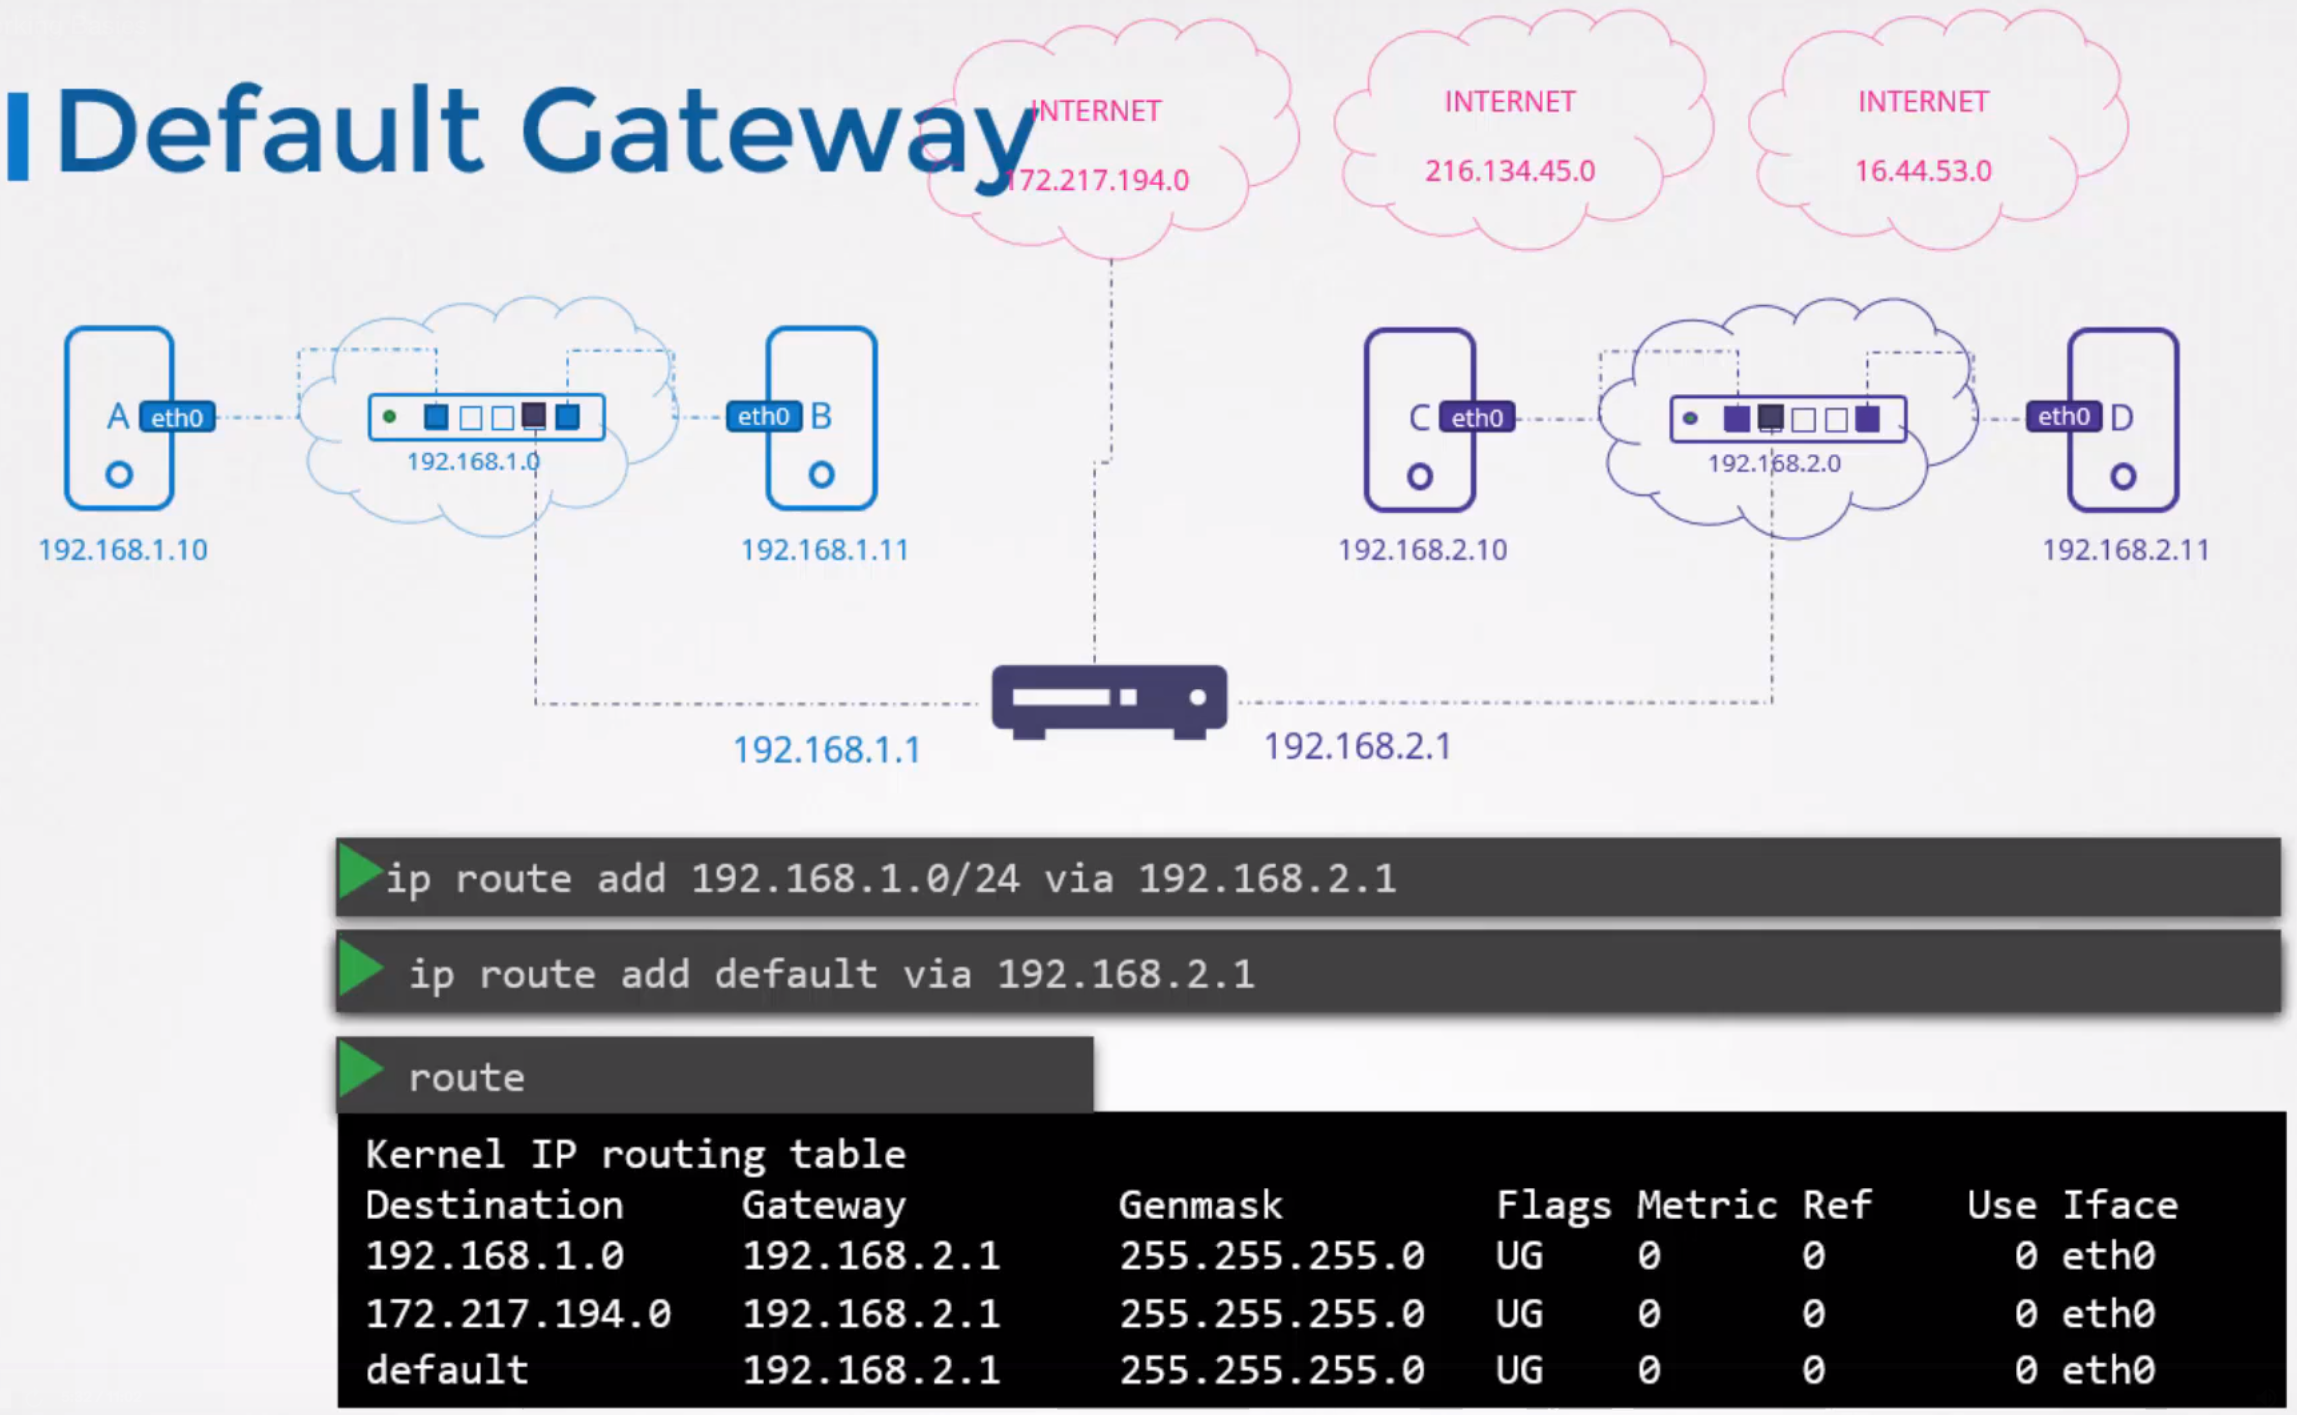 Default Gateway
INTERNET
172.217.194.0
INTERNET
216.134.45.0
INTERNET
16.44.53.0
A eth0
192.168.1.10
192.168.1.0
eth0 B
192.168.1.11
C eth0
192.168.2.10
192.168.2.0
eth0 D
192.168.2.11
192.168.1.1
192.168.2.1
ip route add 192.168.1.0/24 via 192.168.2.1
ip route add default via 192.168.2.1
route
Kernel IP routing table
Destination Gateway Genmask Flags Metric Ref Use Iface
192.168.1.0 192.168.2.1 255.255.255.0 UG 0 0 0 eth0
172.217.194.0 192.168.2.1 255.255.255.0 UG 0 0 0 eth0
default 192.168.2.1 255.255.255.0 UG 0 0 0 eth0